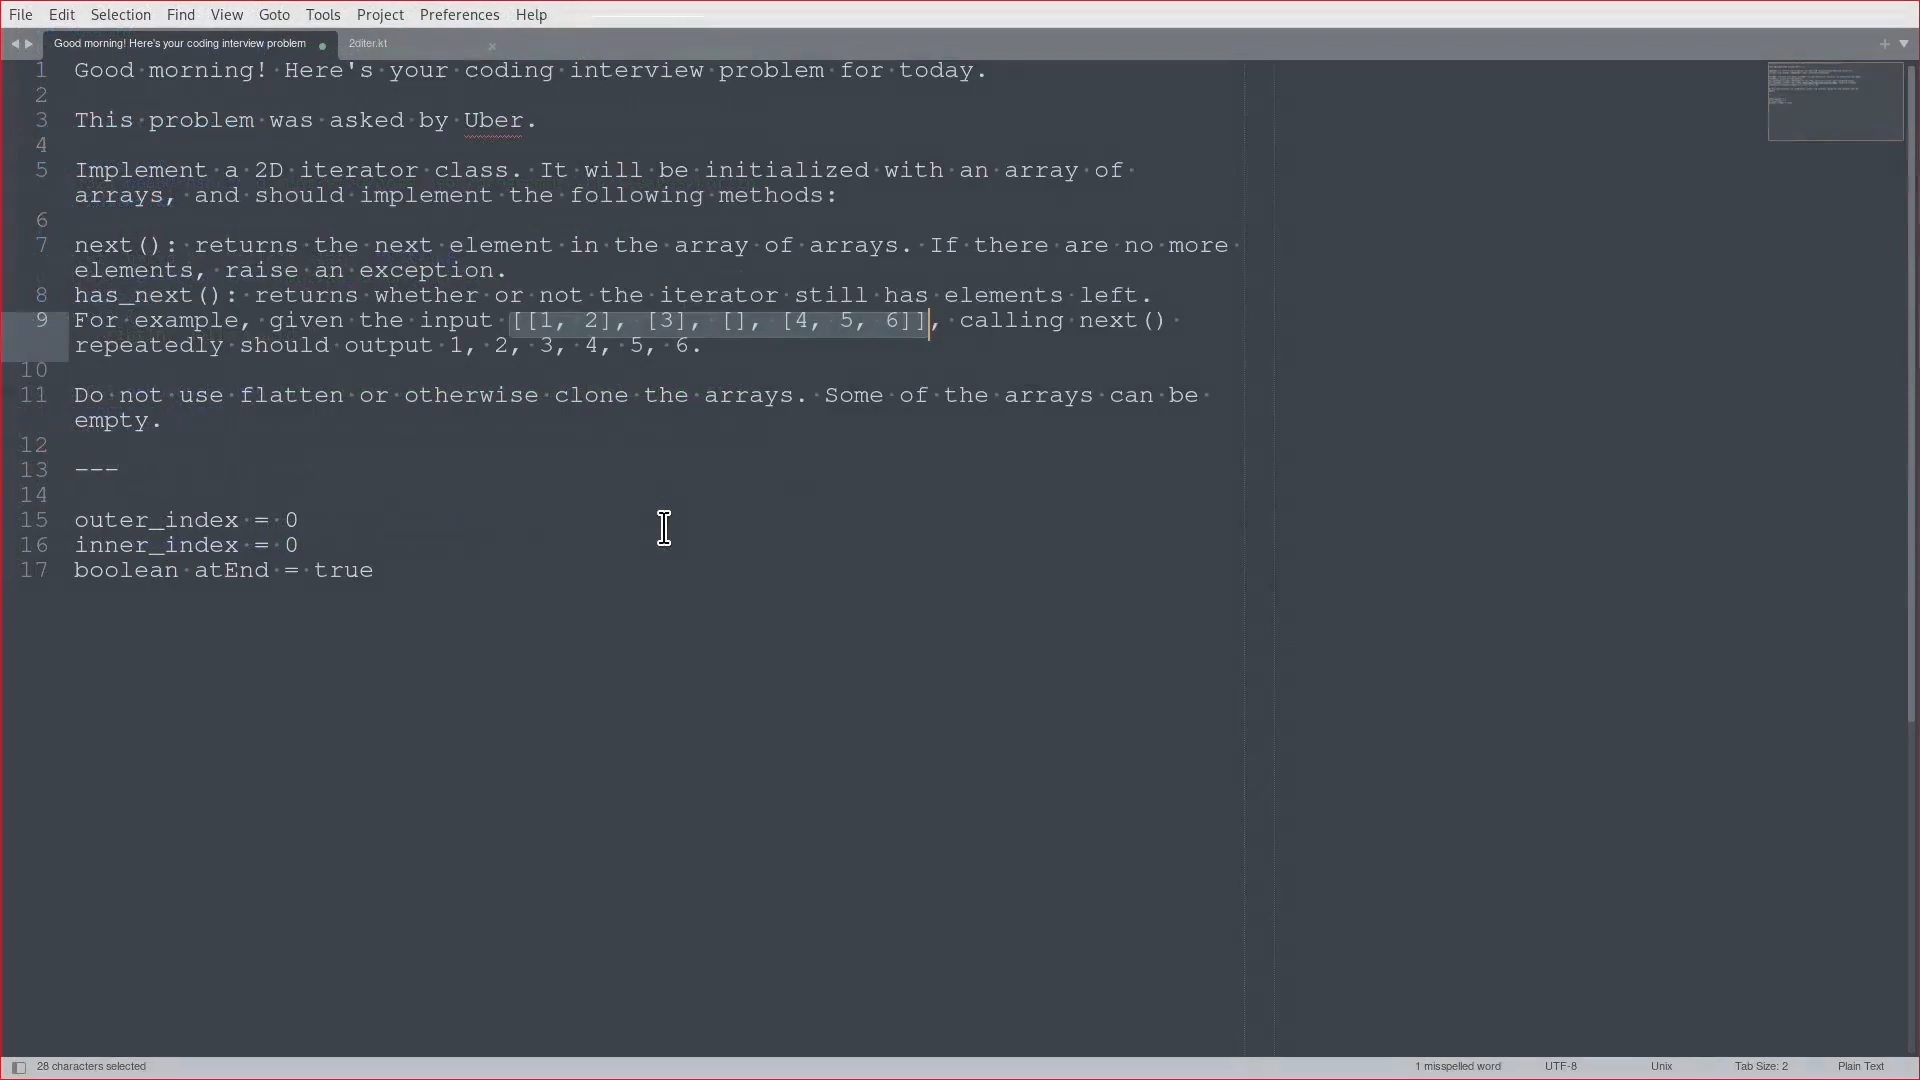 File Edit Selection Find View Goto Tools Project Preferences Help
Good morning! Here's your coding interview problem 2diter.kt
1 Good morning! Here's your coding interview problem for today.
2
3 This problem was asked by Uber.
4
5 Implement a 2D iterator class. It will be initialized with an array of
arrays, and should implement the following methods:
6
7 next(): returns the next element in the array of arrays. If there are no more
elements, raise an exception.
8 has_next(): returns whether or not the iterator still has elements left.
9 For example, given the input [[1, 2], [3], [], [4, 5, 6]], calling next()
repeatedly should output 1, 2, 3, 4, 5, 6.
10
11 Do not use flatten or otherwise clone the arrays. Some of the arrays can be
empty.
12
13 ---
14
15 outer_index = 0
16 inner_index = 0
17 boolean atEnd = true
28 characters selected 1 misspelled word UTF-8 Unix Tab Size: 2 Plain Text